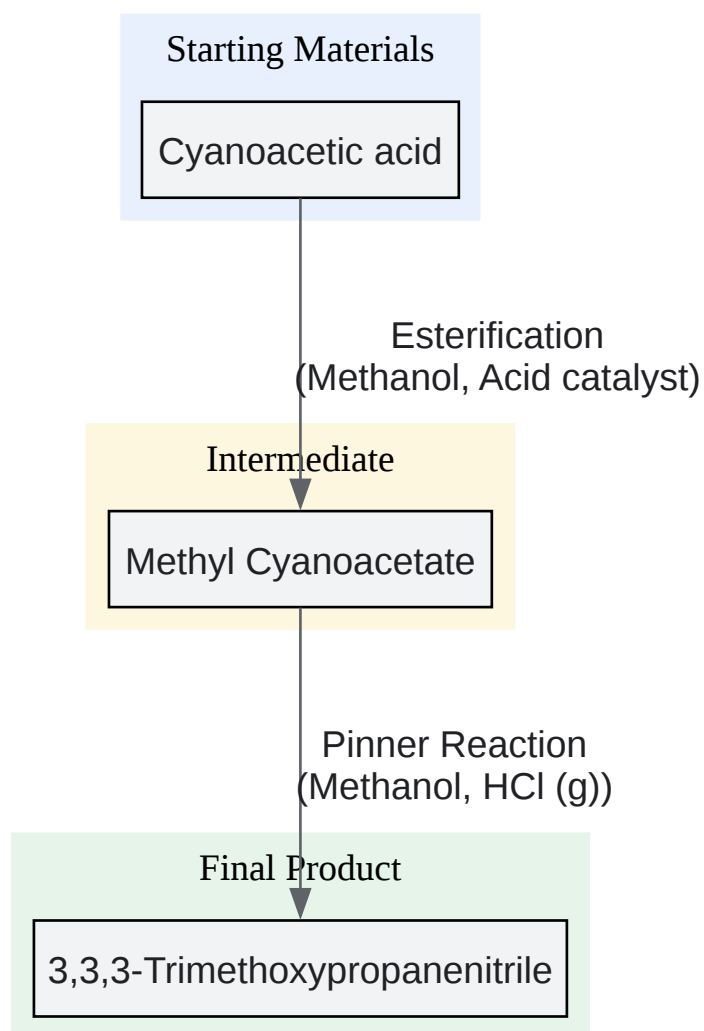 Starting Materials
Cyanoacetic acid
Esterification
(Methanol, Acid catalyst)
Intermediate
Methyl Cyanoacetate
Pinner Reaction
(Methanol, HCl (g))
Final Product
3,3,3-Trimethoxypropanenitrile